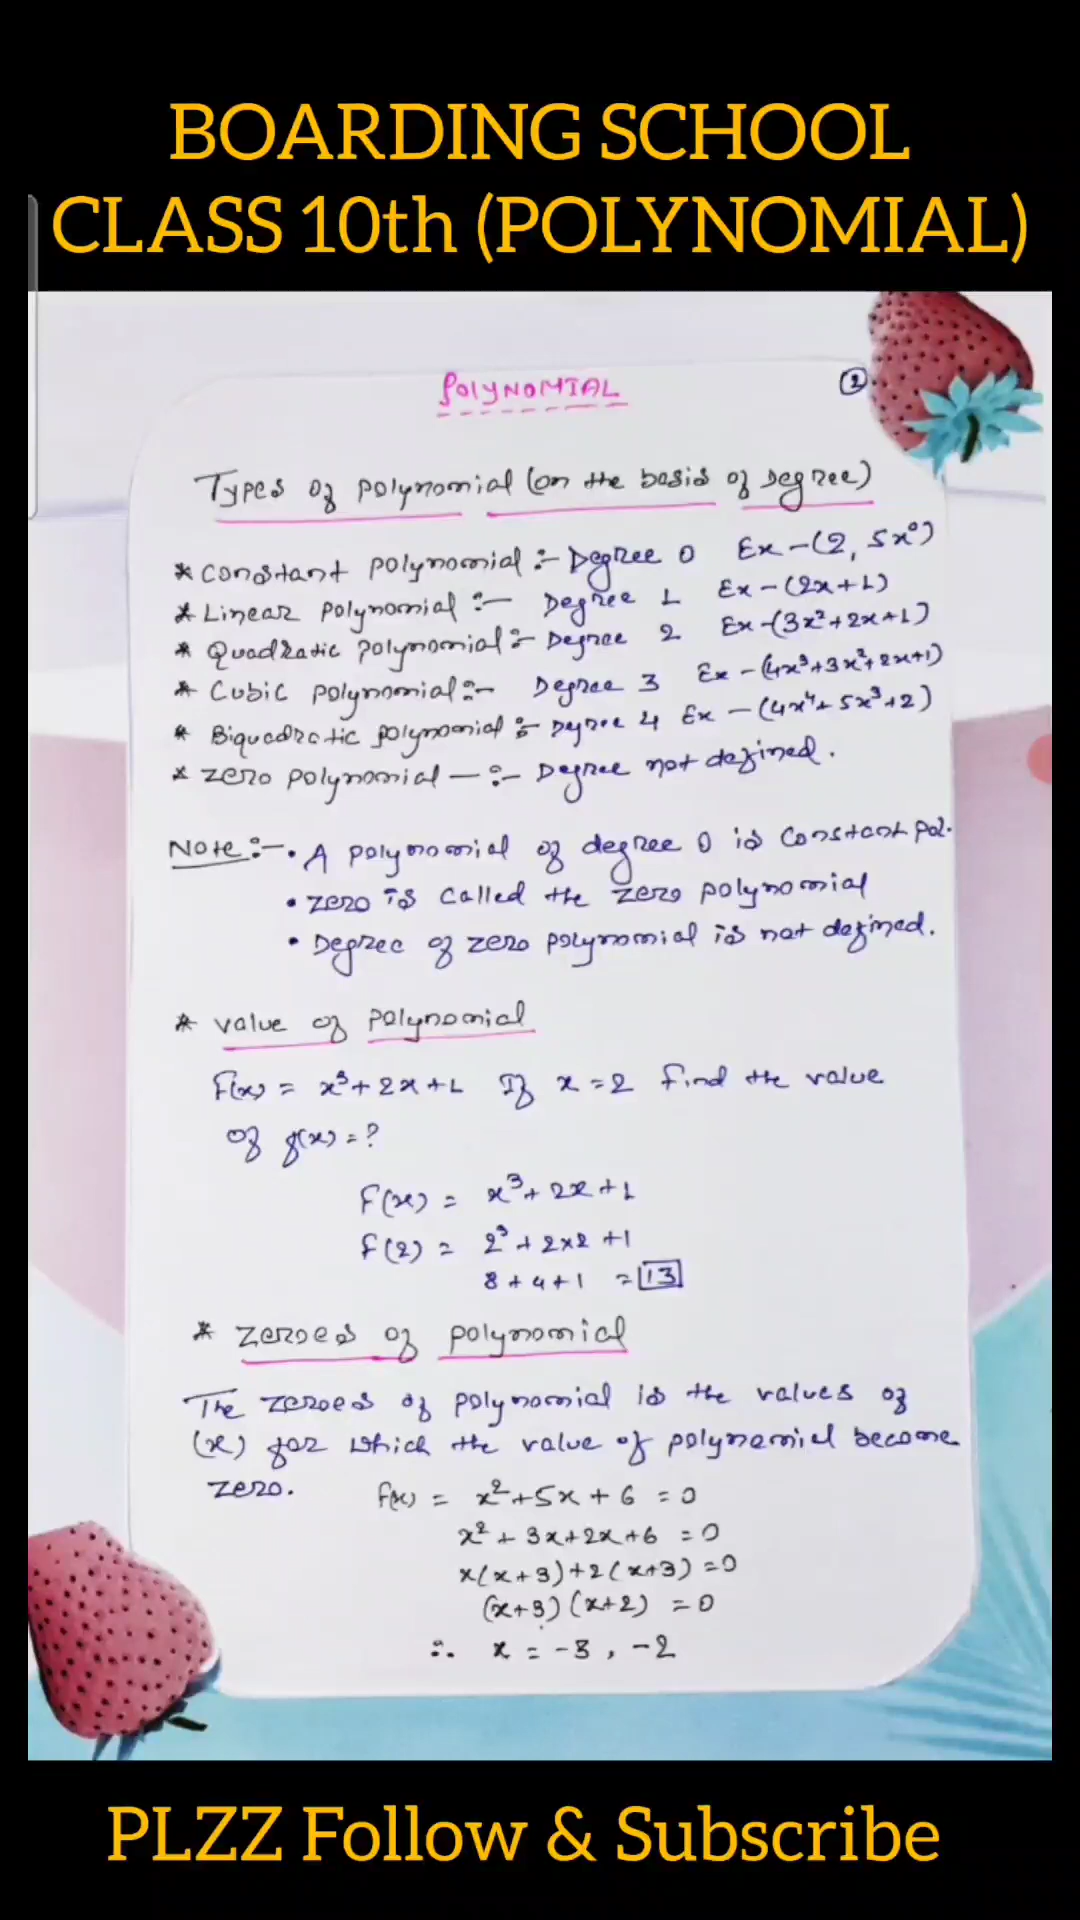 BOARDING SCHOOL
CLASS 10th (POLYNOMIAL)
POLYNOMIAL
2
Types of polynomial (on the basis of Degree)
* Constant polynomial :- Degree 0 Ex - (2, 5x⁰)
* Linear polynomial :- Degree 1 Ex - (2x+1)
* Quadratic polynomial :- Degree 2 Ex - (3x²+2x+1)
* Cubic polynomial :- Degree 3 Ex - (4x³+3x²+2x+1)
* Biquadratic polynomial :- Degree 4 Ex - (4x⁴+5x³+2)
* Zero polynomial - :- Degree not defined.
Note :- • A polynomial of degree 0 is constant pol.
• zero is called the zero polynomial
• Degree of zero polynomial is not defined.
* value of polynomial
F(x) = x³+2x+1 If x = 2 find the value
of f(x) = ?
F(x) = x³+2x+1
F(2) = 2³+2x2+1
8+4+1 = 13
* zeroes of polynomial
The zeroes of polynomial is the values of
(x) for which the value of polynomial become
zero. F(x) = x²+5x+6 = 0
x²+3x+2x+6 = 0
x(x+3)+2(x+3) = 0
(x+3)(x+2) = 0
∴ x = -3, -2
PLZZ Follow & Subscribe